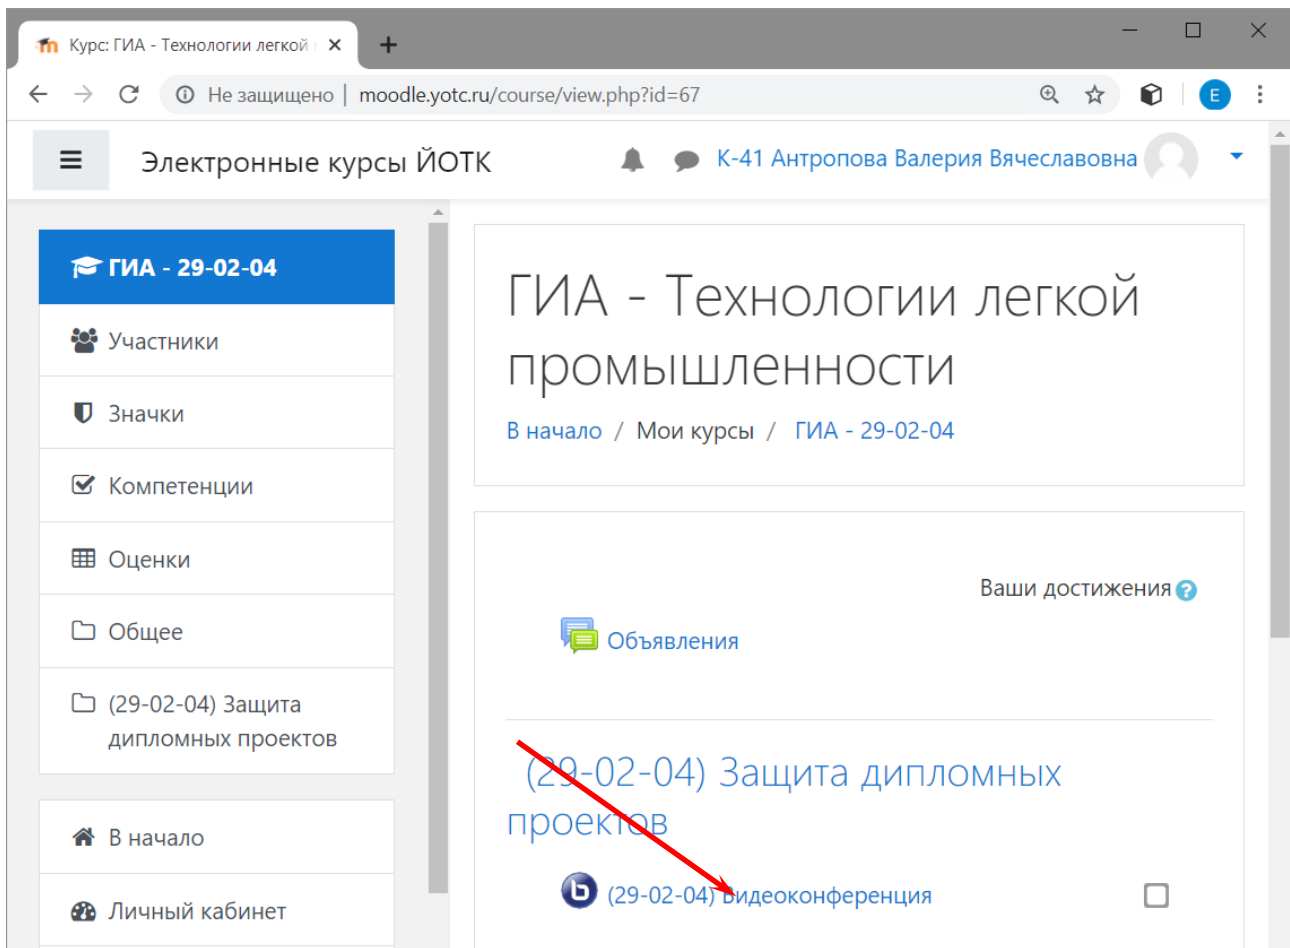 Курс: ГИА - Технологии легкой
Не защищено | moodle.yotc.ru/course/view.php?id=67
E
Электронные курсы ЙОТК
К-41 Антропова Валерия Вячеславовна
ГИА - 29-02-04
Участники
Значки
Компетенции
Оценки
Общее
(29-02-04) Защита
дипломных проектов
В начало
Личный кабинет
ГИА - Технологии легкой
промышленности
В начало / Мои курсы / ГИА - 29-02-04
Ваши достижения
Объявления
(29-02-04) Защита дипломных
проектов
(29-02-04) Видеоконференция